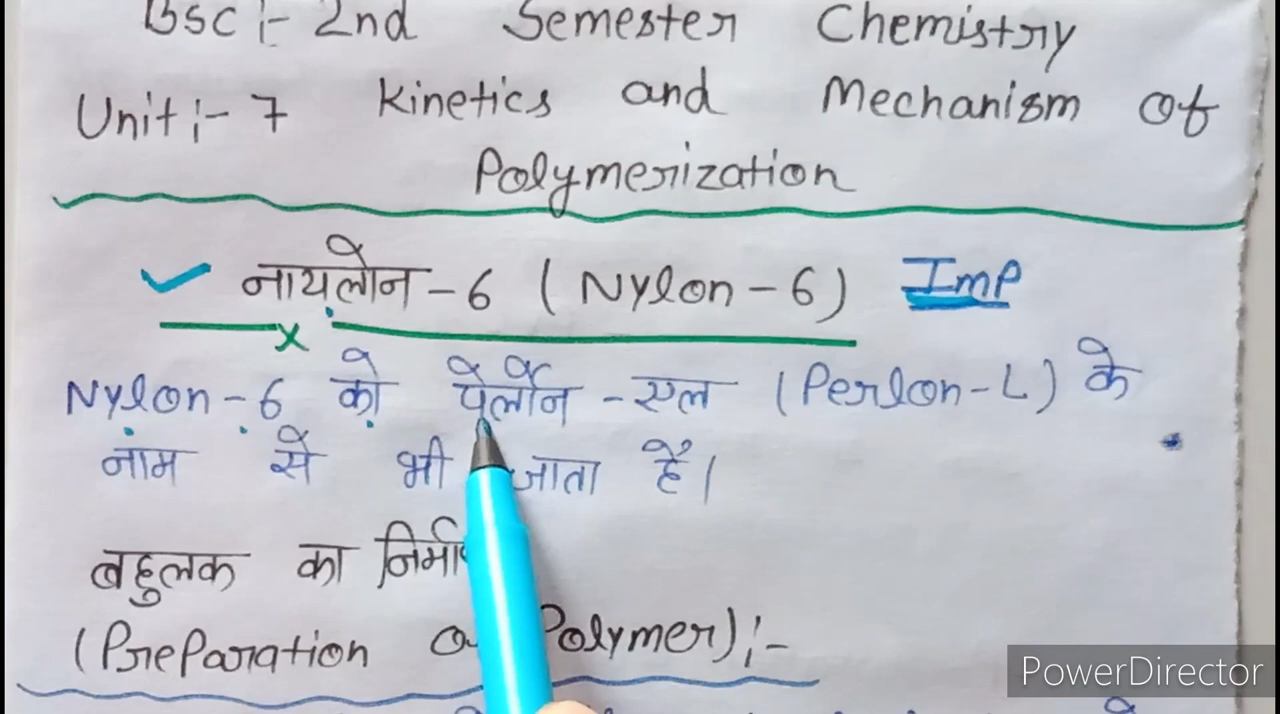 Bsc:- 2nd Semester Chemistry
Unit:- 7 Kinetics and Mechanism of
Polymerization
नायलोन-6 (Nylon-6) Imp
Nylon-6 को पेर्लोन-एल (Perlon-L) के
नाम से भी जाता है।
बहुलक का
(Preparation Polymer):-
PowerDirector